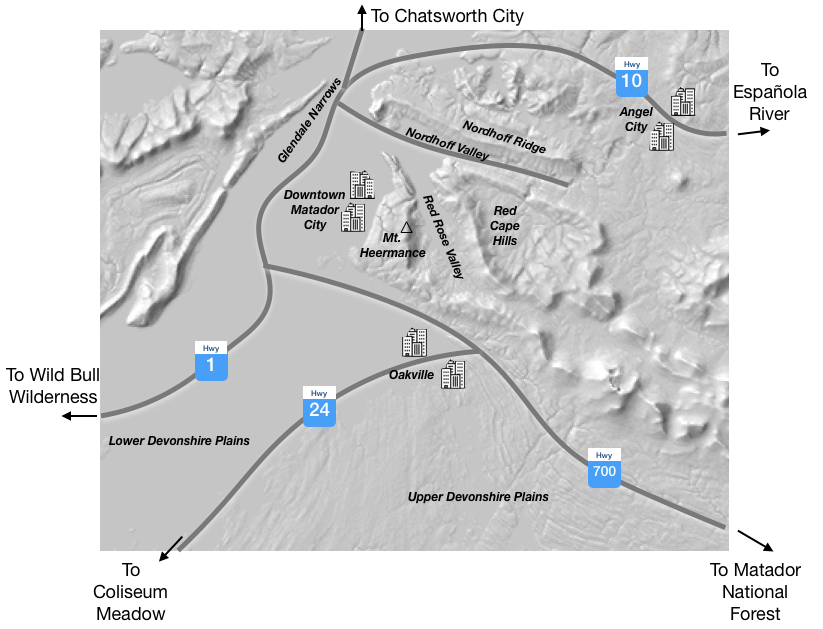 To Chatsworth City
Hwy
10
To
Española
River
Angel
City
Glendale Narrows
Nordhoff Ridge
Nordhoff Valley
Downtown
Matador
City
Mt.
Heermance
Red Rose Valley
Red
Cape
Hills
Hwy
1
To Wild Bull
Wilderness
Oakville
Hwy
24
Lower Devonshire Plains
Hwy
700
Upper Devonshire Plains
To
Coliseum
Meadow
To Matador
National
Forest